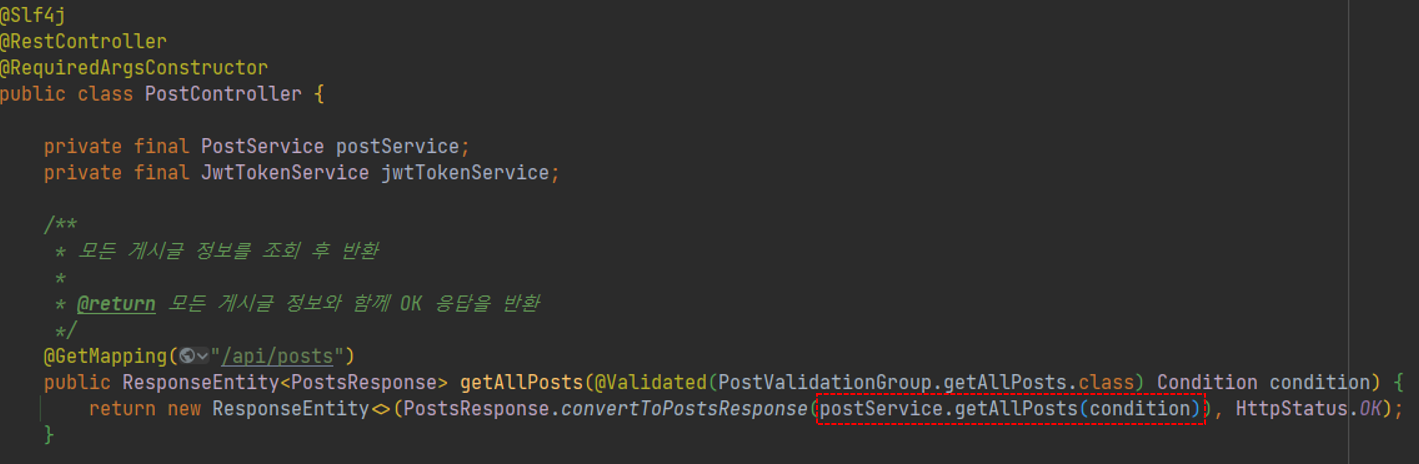 @Slf4j
@RestController
@RequiredArgsConstructor
public class PostController {
private final PostService postService;
private final JwtTokenService jwtTokenService;
/**
* 모든 게시글 정보를 조회 후 반환
*
* @return 모든 게시글 정보와 함께 OK 응답을 반환
*/
@GetMapping("/api/posts")
public ResponseEntity<PostsResponse> getAllPosts(@Validated(PostValidationGroup.getAllPosts.class) Condition condition) {
return new ResponseEntity<>(PostsResponse.convertToPostsResponse(postService.getAllPosts(condition)), HttpStatus.OK);
}